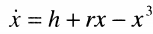 ẋ = h + rx − x³